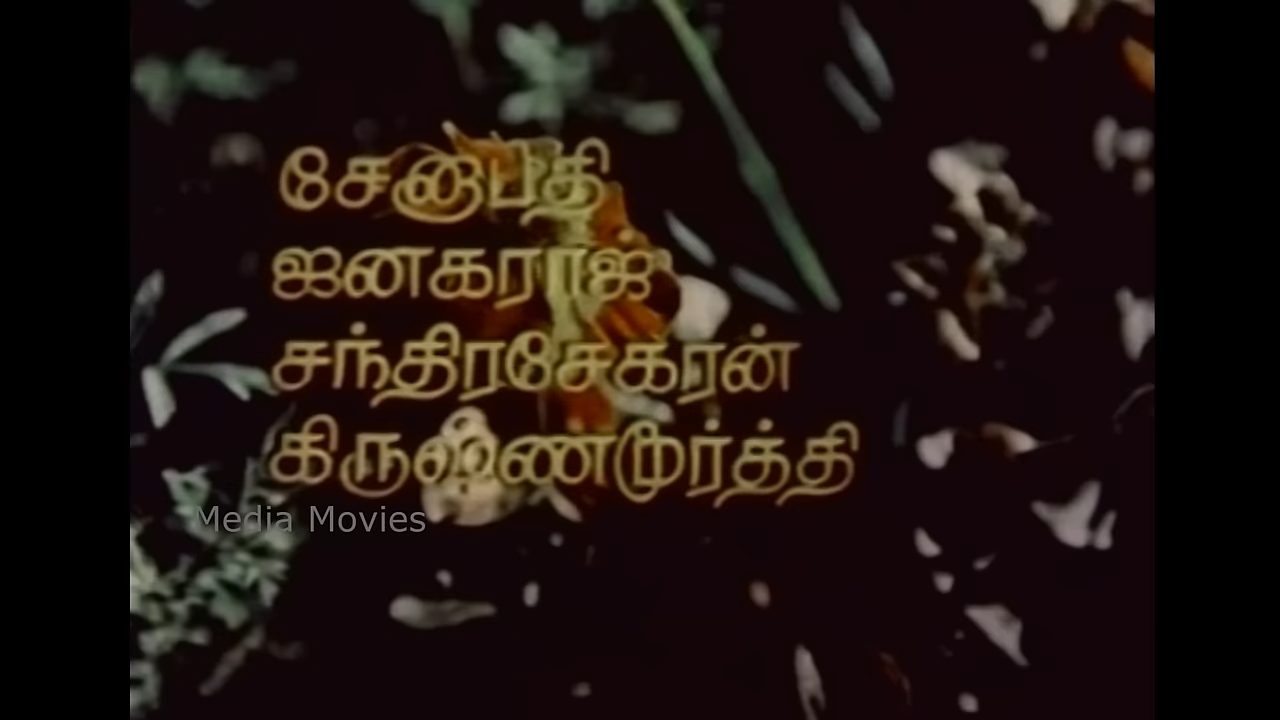 சேனாபதி
ஜனகராஜ்
சந்திரசேகரன்
கிருஷ்ணமூர்த்தி
Media Movies